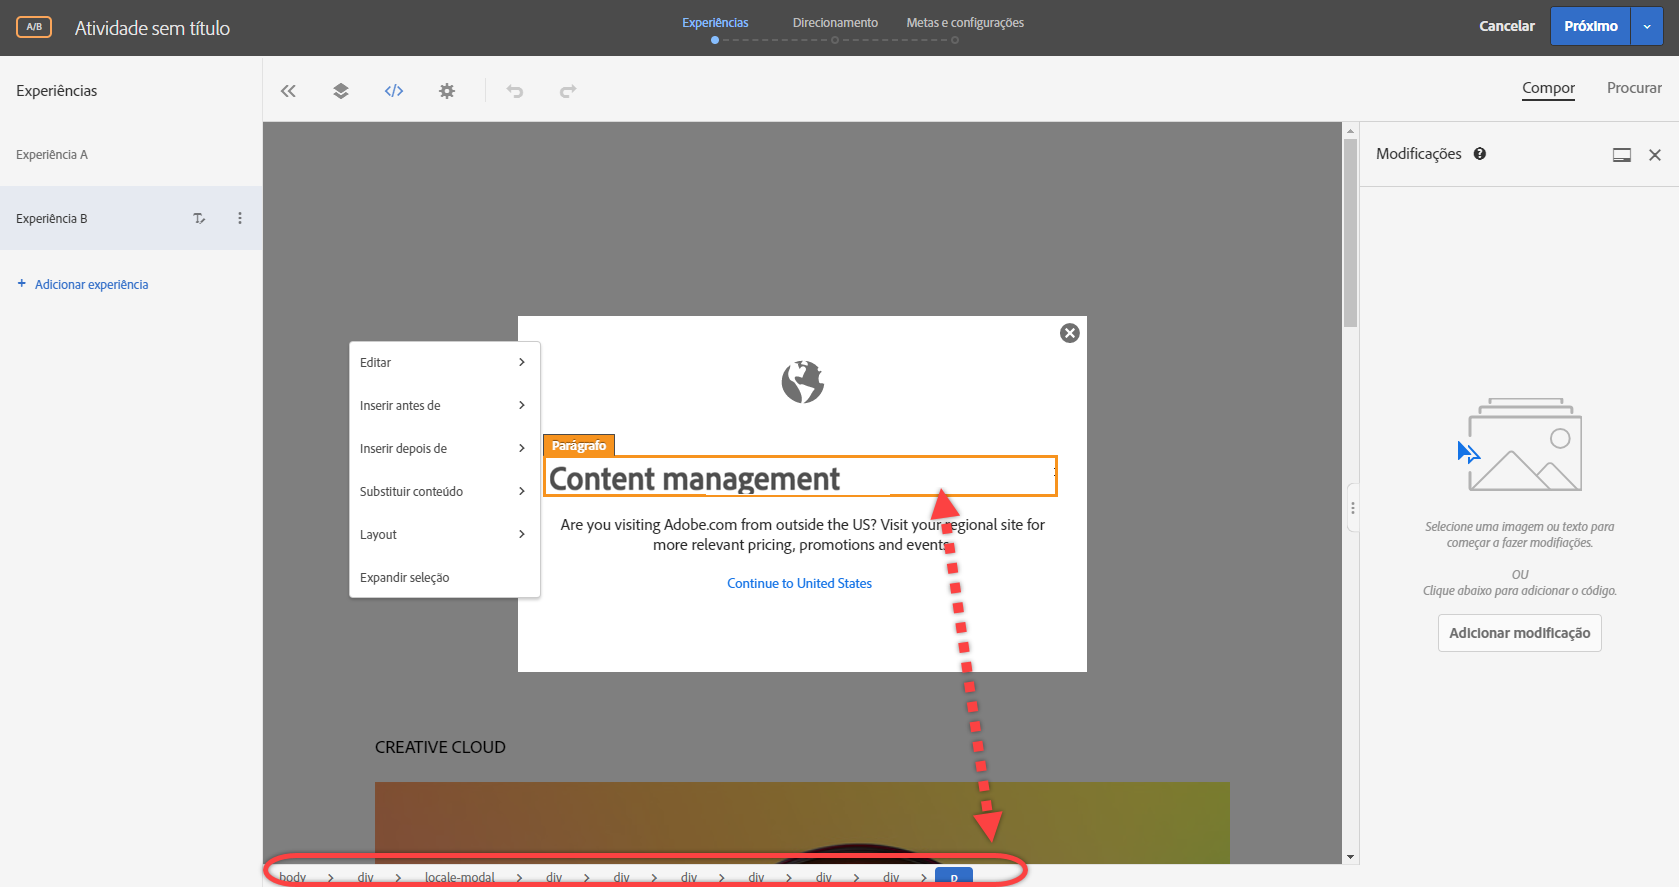 A/B
Atividade sem título
Experiências
Direcionamento
Metas e configurações
Cancelar
Próximo
Experiências
Compor
Procurar
Experiência A
Experiência B
+ Adicionar experiência
Modificações
Editar
Inserir antes de
Inserir depois de
Substituir conteúdo
Layout
Expandir seleção
Parágrafo
Content management
Are you visiting Adobe.com from outside the US? Visit your regional site for
more relevant pricing, promotions and events
Continue to United States
Selecione uma imagem ou texto para
começar a fazer modifiações.
OU
Clique abaixo para adicionar o código.
Adicionar modificação
CREATIVE CLOUD
body > div > locale-modal > div > div > div > div > div > div > p